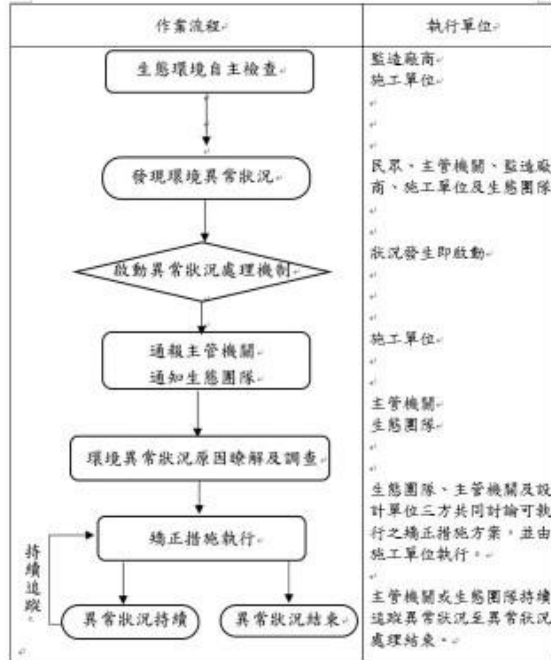 作業流程
執行單位
生態環境自主檢查
監造廠商
施工單位
發現環境異常狀況
民眾、主管機關、監造廠
商、施工單位及生態團隊
啟動異常狀況處理機制
狀況發生即啟動
通報主管機關
通知生態團隊
施工單位
主管機關
生態團隊
環境異常狀況原因瞭解及調查
生態團隊、主管機關及設
計單位三方共同討論可執
行之矯正措施方案，並由
施工單位執行。
矯正措施執行
持續追蹤。
異常狀況持續
異常狀況結束
主管機關或生態團隊持續
追蹤異常狀況至異常狀況
處理結束。